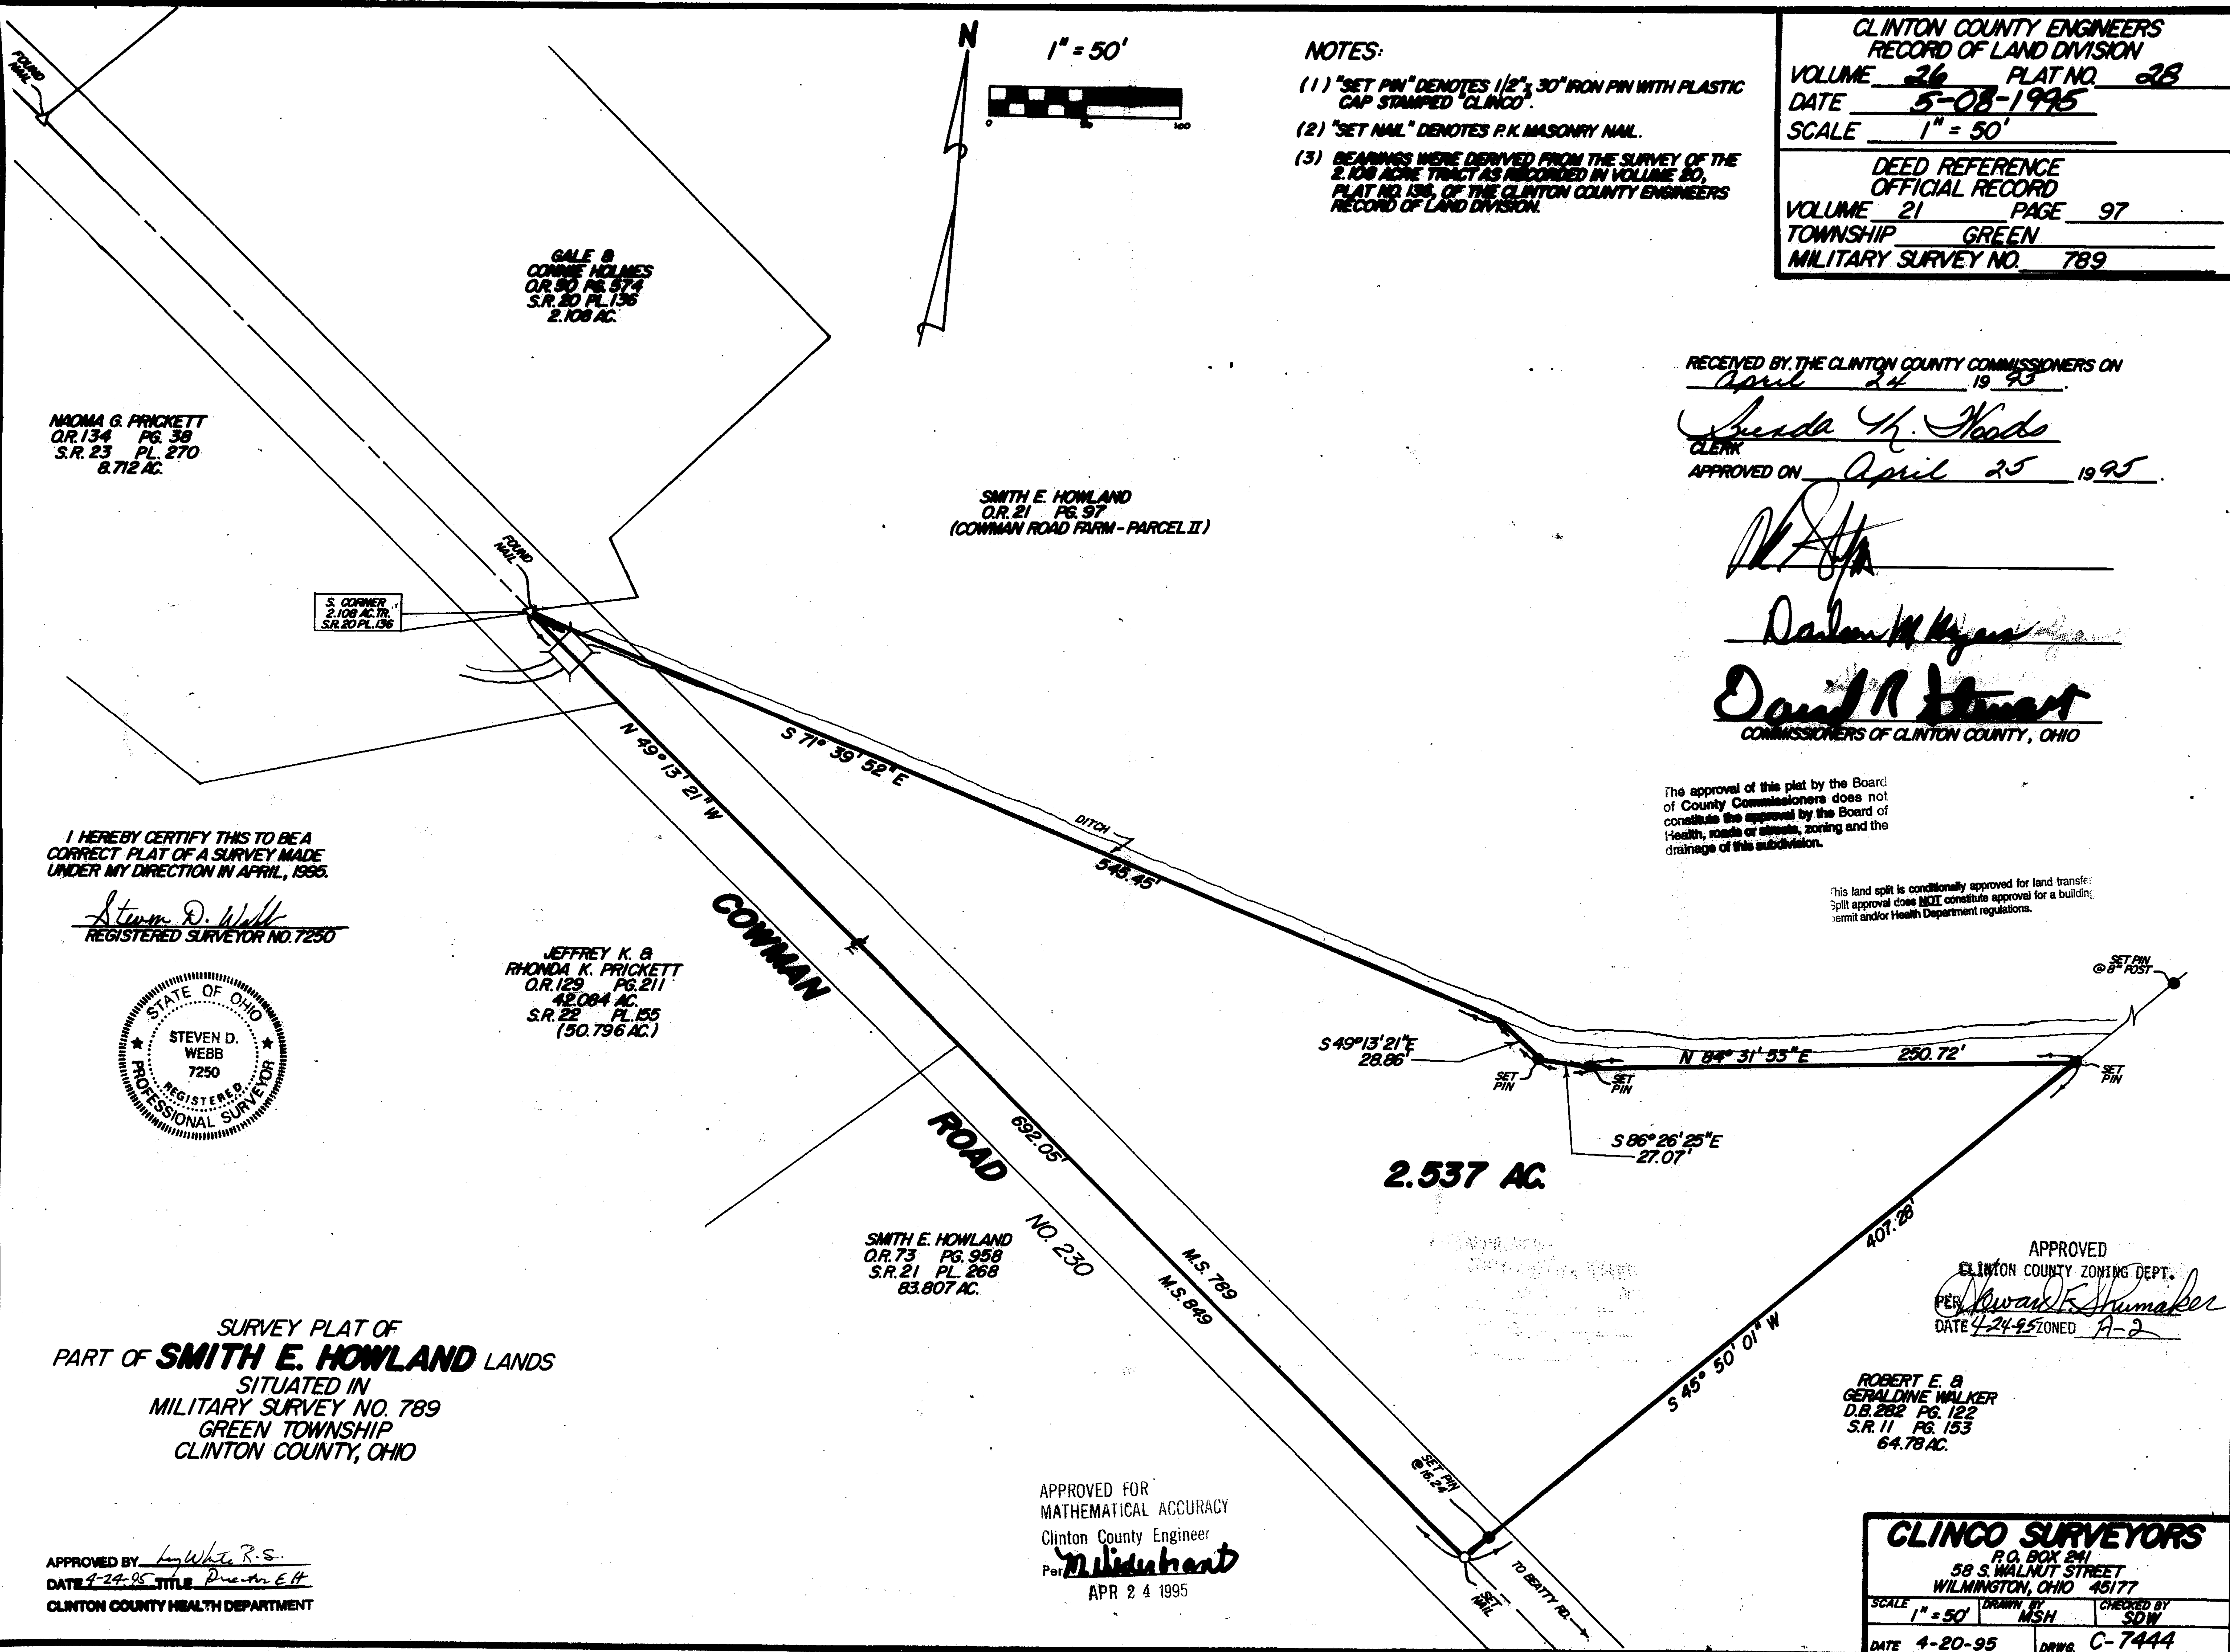 N
1" = 50'
0 50 100
NOTES:
(1) "SET PIN" DENOTES 1/2" x 30" IRON PIN WITH PLASTIC
CAP STAMPED "CLINCO".
(2) "SET NAIL" DENOTES P.K. MASONRY NAIL.
(3) BEARINGS WERE DERIVED FROM THE SURVEY OF THE
2.108 ACRE TRACT AS RECORDED IN VOLUME 20,
PLAT NO. 136, OF THE CLINTON COUNTY ENGINEERS
RECORD OF LAND DIVISION.
CLINTON COUNTY ENGINEERS
RECORD OF LAND DIVISION
VOLUME 26 PLAT NO. 28
DATE 5-08-1995
SCALE 1" = 50'
DEED REFERENCE
OFFICIAL RECORD
VOLUME 21 PAGE 97
TOWNSHIP GREEN
MILITARY SURVEY NO. 789
FOUND
NAIL
GALE &
CONNIE HOLMES
O.R. 90 PG. 574
S.R. 20 PL. 136
2.108 AC.
NAOMA G. PRICKETT
O.R. 134 PG. 38
S.R. 23 PL. 270
8.712 AC.
SMITH E. HOWLAND
O.R. 21 PG. 97
(COWMAN ROAD FARM - PARCEL II)
FOUND
NAIL
S. CORNER
2.108 AC. TR.
S.R. 20 PL. 136
RECEIVED BY THE CLINTON COUNTY COMMISSIONERS ON
April 24 19 95.
Brenda K. Woods
CLERK
APPROVED ON April 25 1995.
Darleen M Myers
David R Stewart
COMMISSIONERS OF CLINTON COUNTY, OHIO
The approval of this plat by the Board
of County Commissioners does not
constitute the approval by the Board of
Health, roads or streets, zoning and the
drainage of this subdivision.
This land split is conditionally approved for land transfer
Split approval does NOT constitute approval for a building
permit and/or Health Department regulations.
N 49° 13' 21" W
S 71° 39' 52" E
DITCH
545.45'
COWMAN
ROAD
NO. 230
692.05'
M.S. 789
M.S. 849
S 49° 13' 21" E
28.86'
SET
PIN
SET
PIN
N 84° 31' 53" E 250.72'
SET
PIN
SET PIN
@ 8" POST
S 86° 26' 25" E
27.07'
2.537 AC.
407.28'
S 45° 50' 01" W
SET PIN
@ 16.24'
SET
NAIL
TO BEATTY RD.
I HEREBY CERTIFY THIS TO BE A
CORRECT PLAT OF A SURVEY MADE
UNDER MY DIRECTION IN APRIL, 1995.
Steven D. Webb
REGISTERED SURVEYOR NO. 7250
STATE OF OHIO
STEVEN D.
WEBB
7250
REGISTERED
PROFESSIONAL SURVEYOR
JEFFREY K. &
RHONDA K. PRICKETT
O.R. 129 PG. 211
42.084 AC.
S.R. 22 PL. 155
(50.796 AC.)
SMITH E. HOWLAND
O.R. 73 PG. 958
S.R. 21 PL. 268
83.807 AC.
APPROVED
CLINTON COUNTY ZONING DEPT.
PER Howard F. Shumaker
DATE 4-24-95 ZONED A-2
ROBERT E. &
GERALDINE WALKER
D.B. 282 PG. 122
S.R. 11 PG. 153
64.78 AC.
SURVEY PLAT OF
PART OF SMITH E. HOWLAND LANDS
SITUATED IN
MILITARY SURVEY NO. 789
GREEN TOWNSHIP
CLINTON COUNTY, OHIO
APPROVED BY White R.S.
DATE 4-24-95 TITLE Director EH
CLINTON COUNTY HEALTH DEPARTMENT
APPROVED FOR
MATHEMATICAL ACCURACY
Clinton County Engineer
Per
APR 24 1995
CLINCO SURVEYORS
P.O. BOX 241
58 S. WALNUT STREET
WILMINGTON, OHIO 45177
SCALE 1" = 50' DRAWN BY MSH CHECKED BY SDW
DATE 4-20-95 DRWG. C-7444